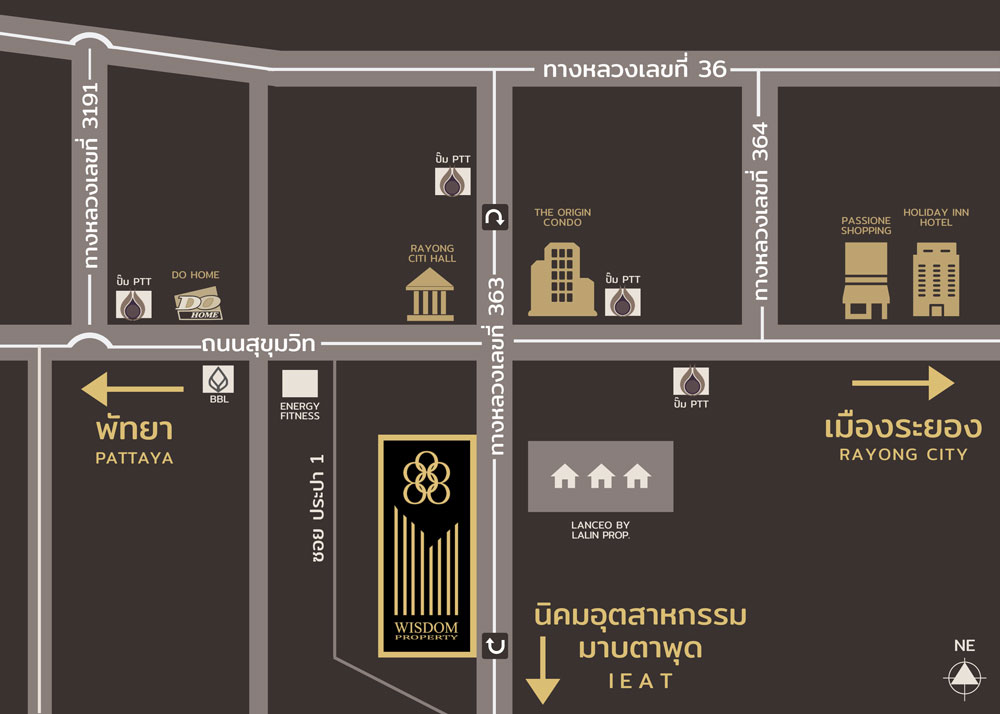 ทางหลวงเลขที่ 36
ทางหลวงเลขที่ 3191
ทางหลวงเลขที่ 364
ปั๊ม PTT
THE ORIGIN
CONDO
PASSIONE
SHOPPING
HOLIDAY INN
HOTEL
RAYONG
CITI HALL
ปั๊ม PTT
DO HOME
DO
HOME
ปั๊ม PTT
ทางหลวงเลขที่ 363
ถนนสุขุมวิท
BBL
ENERGY
FITNESS
ปั๊ม PTT
พัทยา
PATTAYA
เมืองระยอง
RAYONG CITY
ซอย ประปา 1
888
WISDOM
PROPERTY
LANCEO BY
LALIN PROP.
นิคมอุตสาหกรรม
มาบตาพุด
IEAT
NE